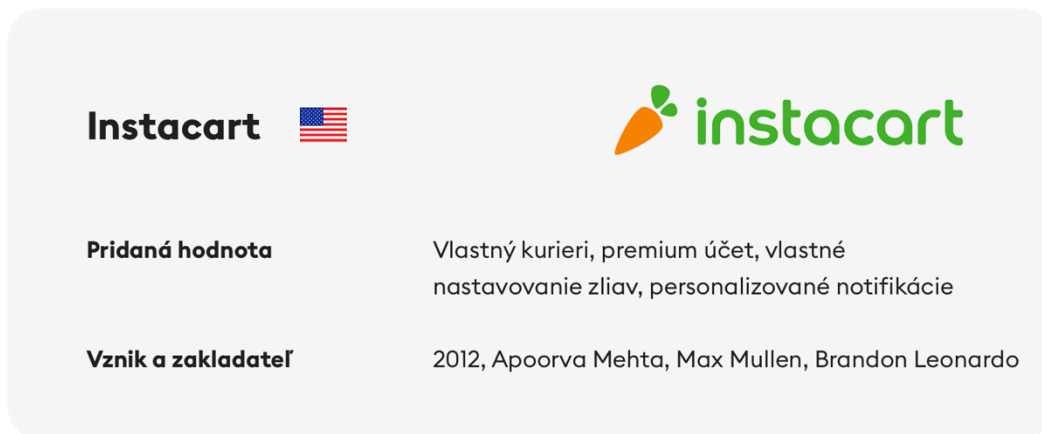 Instacart
instacart
Pridaná hodnota
Vlastný kurieri, premium účet, vlastné
nastavovanie zliav, personalizované notifikácie
Vznik a zakladateľ
2012, Apoorva Mehta, Max Mullen, Brandon Leonardo